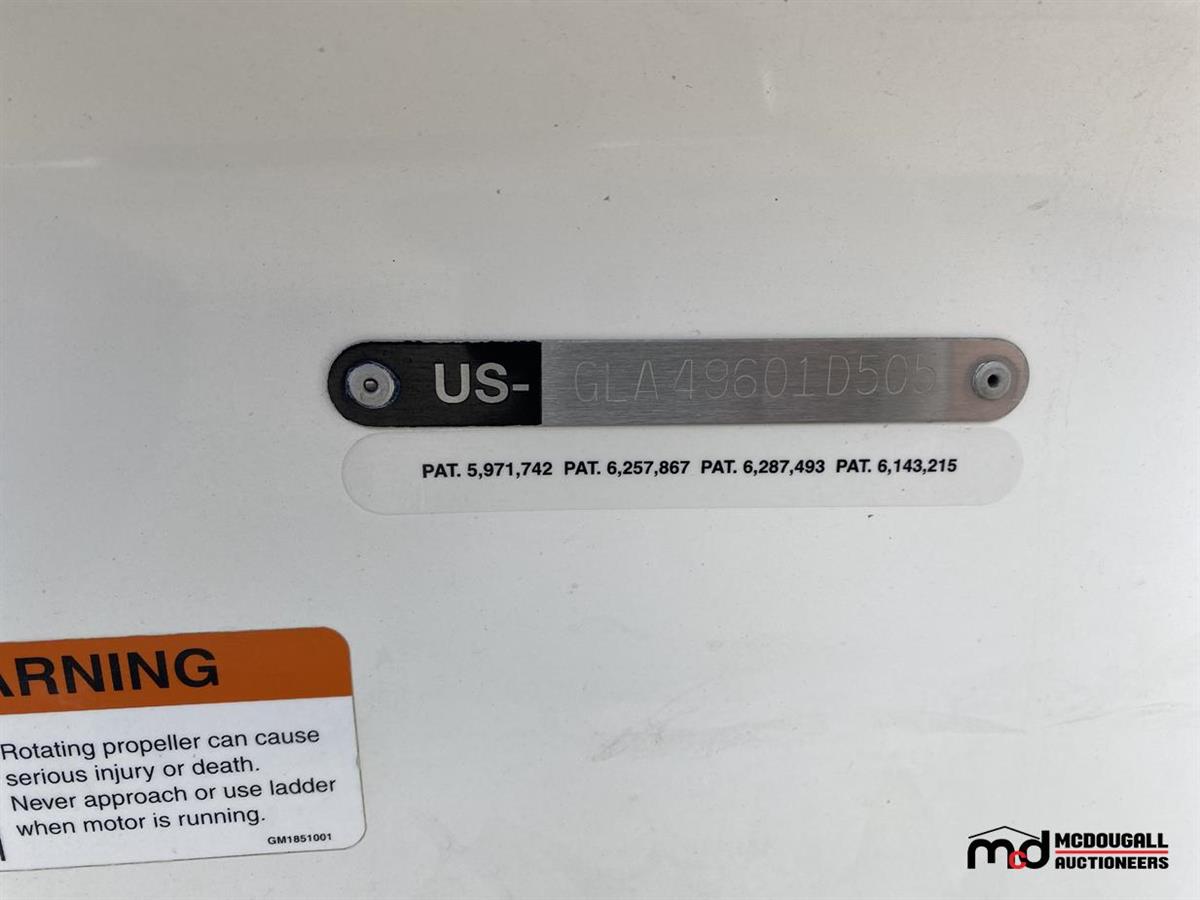 US- GLA49601D505
PAT. 5,971,742 PAT. 6,257,867 PAT. 6,287,493 PAT. 6,143,215
ARNING
Rotating propeller can cause
serious injury or death.
Never approach or use ladder
when motor is running.
GM1851001
mcd MCDOUGALL
AUCTIONEERS